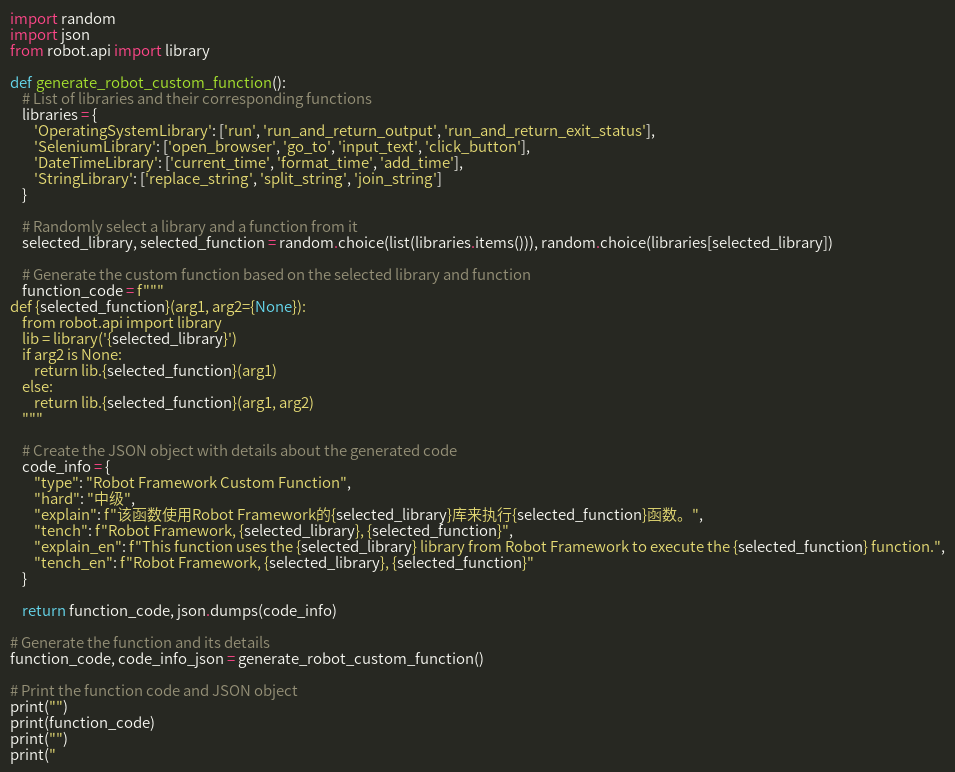 import random
import json
from robot.api import library

def generate_robot_custom_function():
    # List of libraries and their corresponding functions
    libraries = {
        'OperatingSystemLibrary': ['run', 'run_and_return_output', 'run_and_return_exit_status'],
        'SeleniumLibrary': ['open_browser', 'go_to', 'input_text', 'click_button'],
        'DateTimeLibrary': ['current_time', 'format_time', 'add_time'],
        'StringLibrary': ['replace_string', 'split_string', 'join_string']
    }

    # Randomly select a library and a function from it
    selected_library, selected_function = random.choice(list(libraries.items())), random.choice(libraries[selected_library])

    # Generate the custom function based on the selected library and function
    function_code = f"""
def {selected_function}(arg1, arg2={None}):
    from robot.api import library
    lib = library('{selected_library}')
    if arg2 is None:
        return lib.{selected_function}(arg1)
    else:
        return lib.{selected_function}(arg1, arg2)
    """

    # Create the JSON object with details about the generated code
    code_info = {
        "type": "Robot Framework Custom Function",
        "hard": "中级",
        "explain": f"该函数使用Robot Framework的{selected_library}库来执行{selected_function}函数。",
        "tench": f"Robot Framework, {selected_library}, {selected_function}",
        "explain_en": f"This function uses the {selected_library} library from Robot Framework to execute the {selected_function} function.",
        "tench_en": f"Robot Framework, {selected_library}, {selected_function}"
    }

    return function_code, json.dumps(code_info)

# Generate the function and its details
function_code, code_info_json = generate_robot_custom_function()

# Print the function code and JSON object
print("")
print(function_code)
print("")
print("